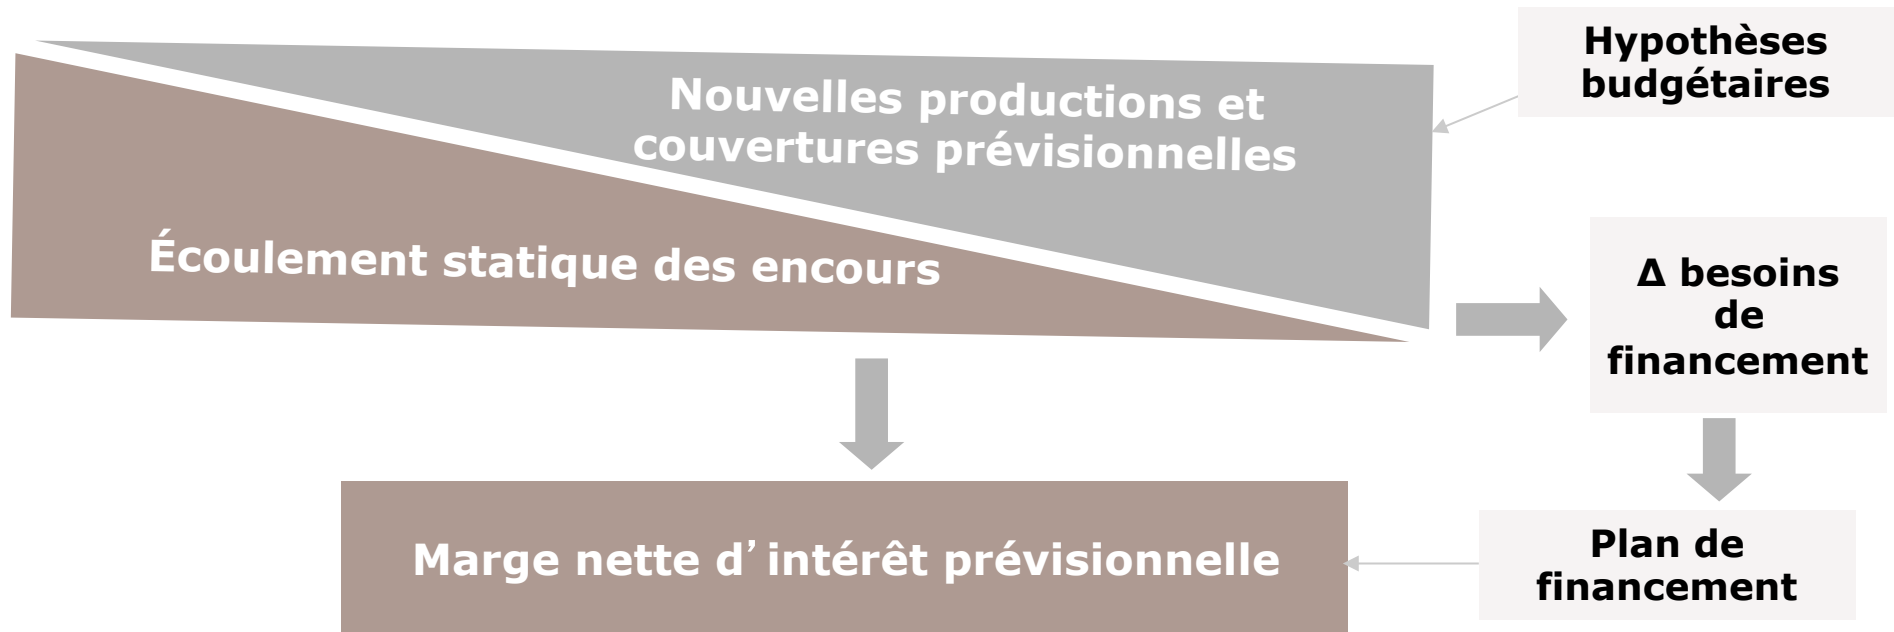 Hypothèses
budgétaires
Nouvelles productions et
couvertures prévisionnelles
Écoulement statique des encours
Δ besoins
de
financement
Marge nette d’intérêt prévisionnelle
Plan de
financement